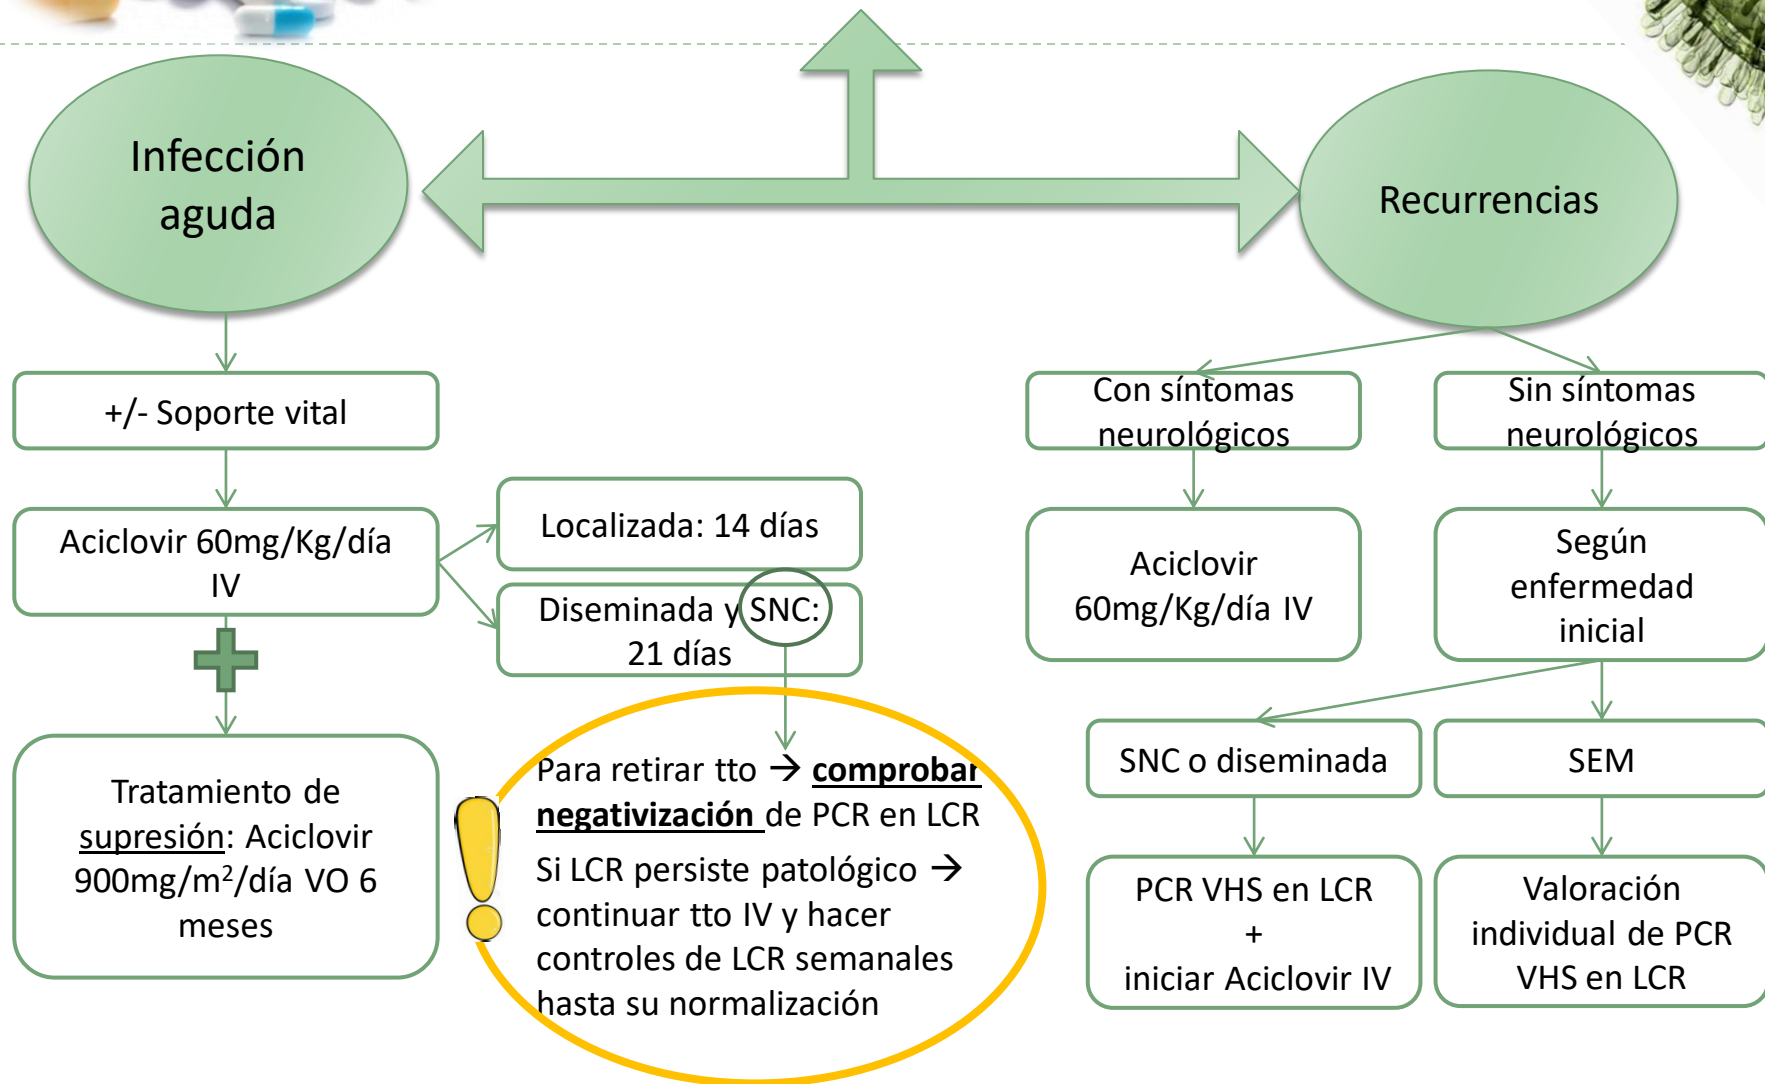 Infección
aguda
Recurrencias
+/- Soporte vital
Aciclovir 60mg/Kg/día
IV
Localizada: 14 días
Diseminada y SNC:
21 días
Tratamiento de
supresión: Aciclovir
900mg/m²/día VO 6
meses
Para retirar tto → comprobar
negativización de PCR en LCR
Si LCR persiste patológico →
continuar tto IV y hacer
controles de LCR semanales
hasta su normalización
Con síntomas
neurológicos
Sin síntomas
neurológicos
Aciclovir
60mg/Kg/día IV
Según
enfermedad
inicial
SNC o diseminada
SEM
PCR VHS en LCR
+
iniciar Aciclovir IV
Valoración
individual de PCR
VHS en LCR